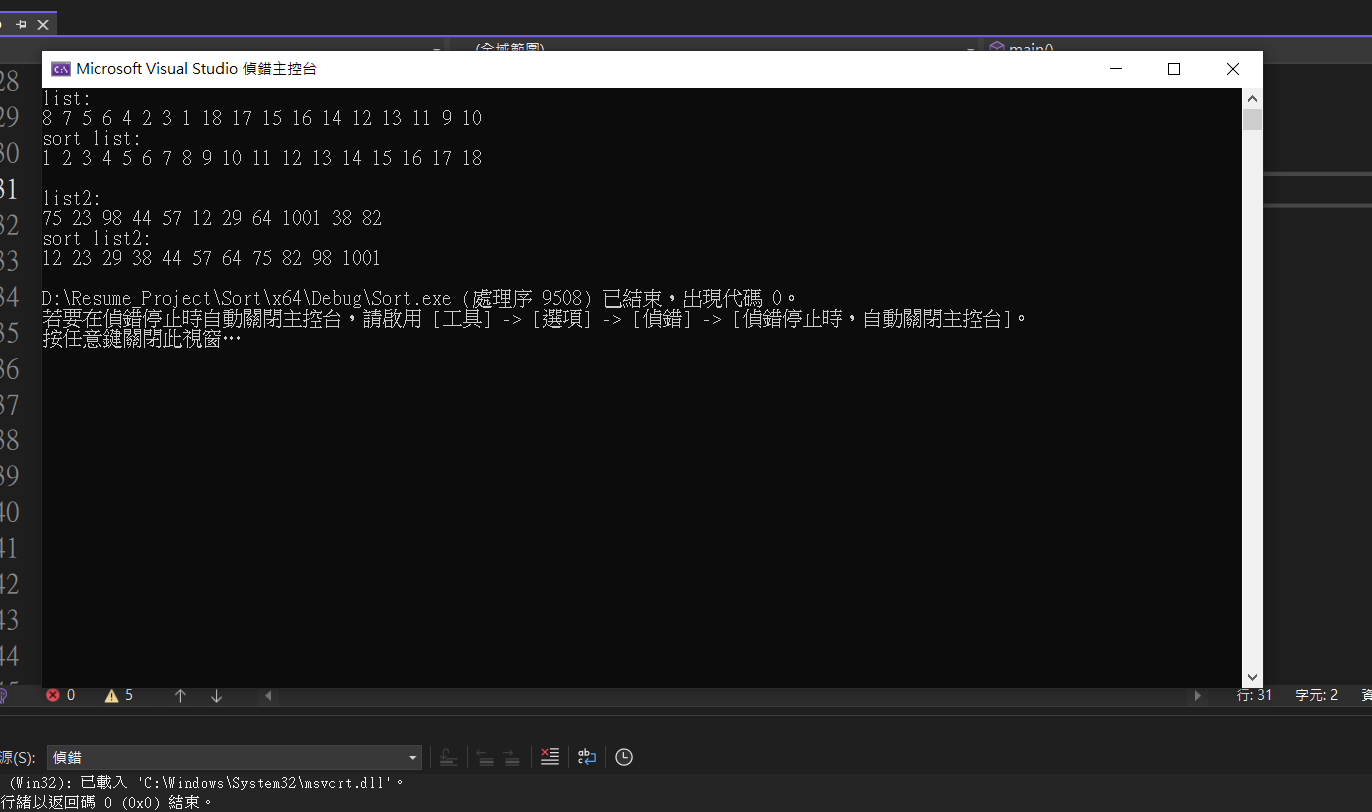 (全域範圍)
main()
Microsoft Visual Studio 偵錯主控台
28
29
30
31
32
33
34
35
36
37
38
39
40
41
42
43
44
list:
8 7 5 6 4 2 3 1 18 17 15 16 14 12 13 11 9 10
sort list:
1 2 3 4 5 6 7 8 9 10 11 12 13 14 15 16 17 18
list2:
75 23 98 44 57 12 29 64 1001 38 82
sort list2:
12 23 29 38 44 57 64 75 82 98 1001
D:\Resume_Project\Sort\x64\Debug\Sort.exe (處理序 9508) 已結束，出現代碼 0。
若要在偵錯停止時自動關閉主控台，請啟用 [工具] -> [選項] -> [偵錯] -> [偵錯停止時，自動關閉主控台]。
按任意鍵關閉此視窗…
0 5 行: 31 字元: 2
源(S): 偵錯
(Win32): 已載入 'C:\Windows\System32\msvcrt.dll'。
行緒以返回碼 0 (0x0) 結束。